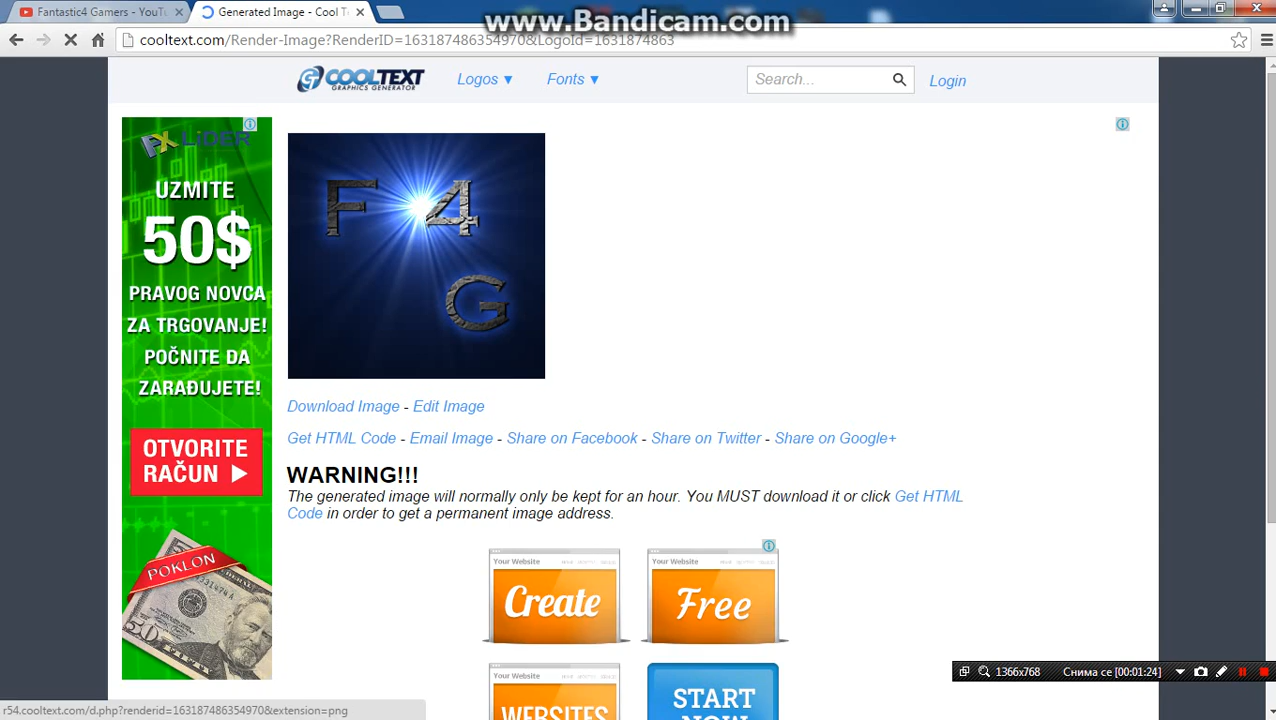 Fantastic4 Gamers - YouTu
Generated Image - Cool T
www.Bandicam.com
cooltext.com/Render-Image?RenderID=163187486354970&LogoId=1631874863
COOLTEXT
GRAPHICS GENERATOR
Logos ▼
Fonts ▼
Search...
Login
FX LiDER
UZMITE
50$
PRAVOG NOVCA
ZA TRGOVANJE!
POČNITE DA
ZARAĐUJETE!
OTVORITE
RAČUN ▶
POKLON
F 4
G
Download Image - Edit Image
Get HTML Code - Email Image - Share on Facebook - Share on Twitter - Share on Google+
WARNING!!!
The generated image will normally only be kept for an hour. You MUST download it or click Get HTML
Code in order to get a permanent image address.
Your Website
Create
Your Website
Free
Your Website
WEBSITES
START
NOW
1366x768
Снима се [00:01:24]
r54.cooltext.com/d.php?renderid=163187486354970&extension=png